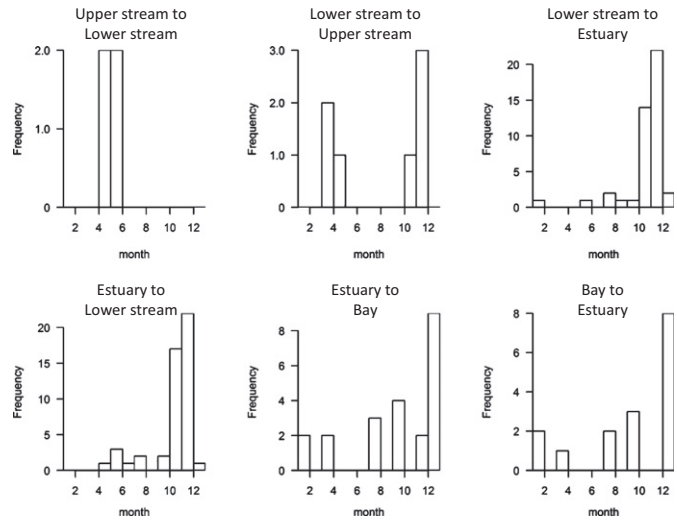 Upper stream to
Lower stream
Lower stream to
Upper stream
Lower stream to
Estuary
2.0
1.0
0
Frequency
2 4 6 8 10 12
month
3.0
2.0
1.0
0.0
Frequency
2 4 6 8 10 12
month
20
15
10
5
0
Frequency
2 4 6 8 10 12
month
Estuary to
Lower stream
Estuary to
Bay
Bay to
Estuary
20
15
10
5
0
Frequency
2 4 6 8 10 12
month
8
6
4
2
0
Frequency
2 4 6 8 10 12
month
8
6
4
2
0
Frequency
2 4 6 8 10 12
month